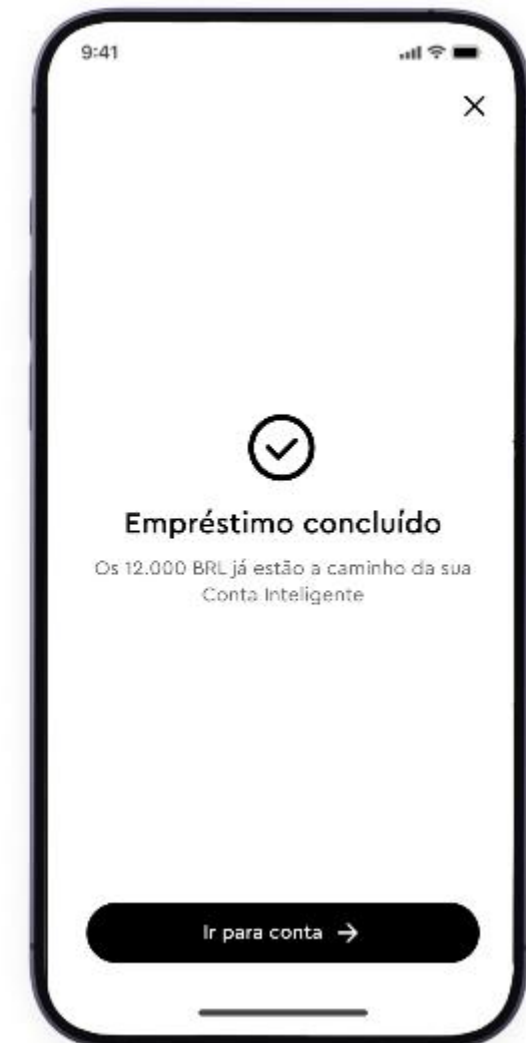 9:41
Empréstimo concluído
Os 12.000 BRL já estão a caminho da sua
Conta Inteligente
Ir para conta →